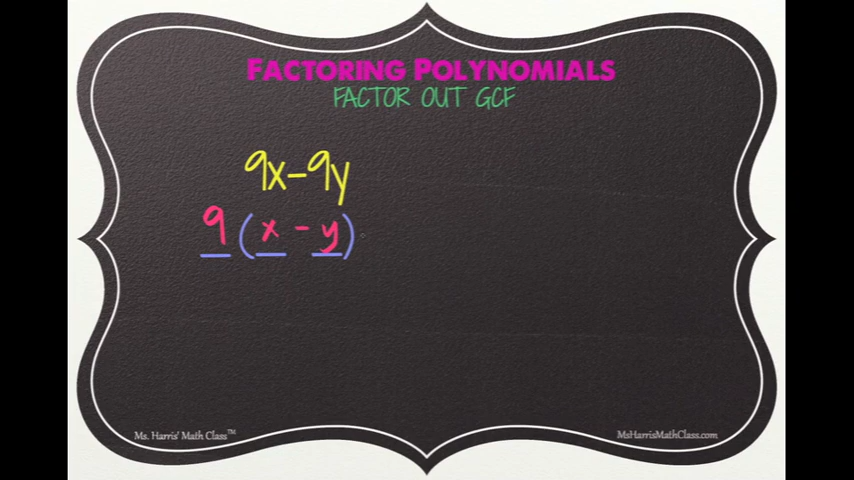 FACTORING POLYNOMIALS
FACTOR OUT GCF
9x-9y
9(x - y)
Ms. Harris' Math Class™
MsHarrisMathClass.com